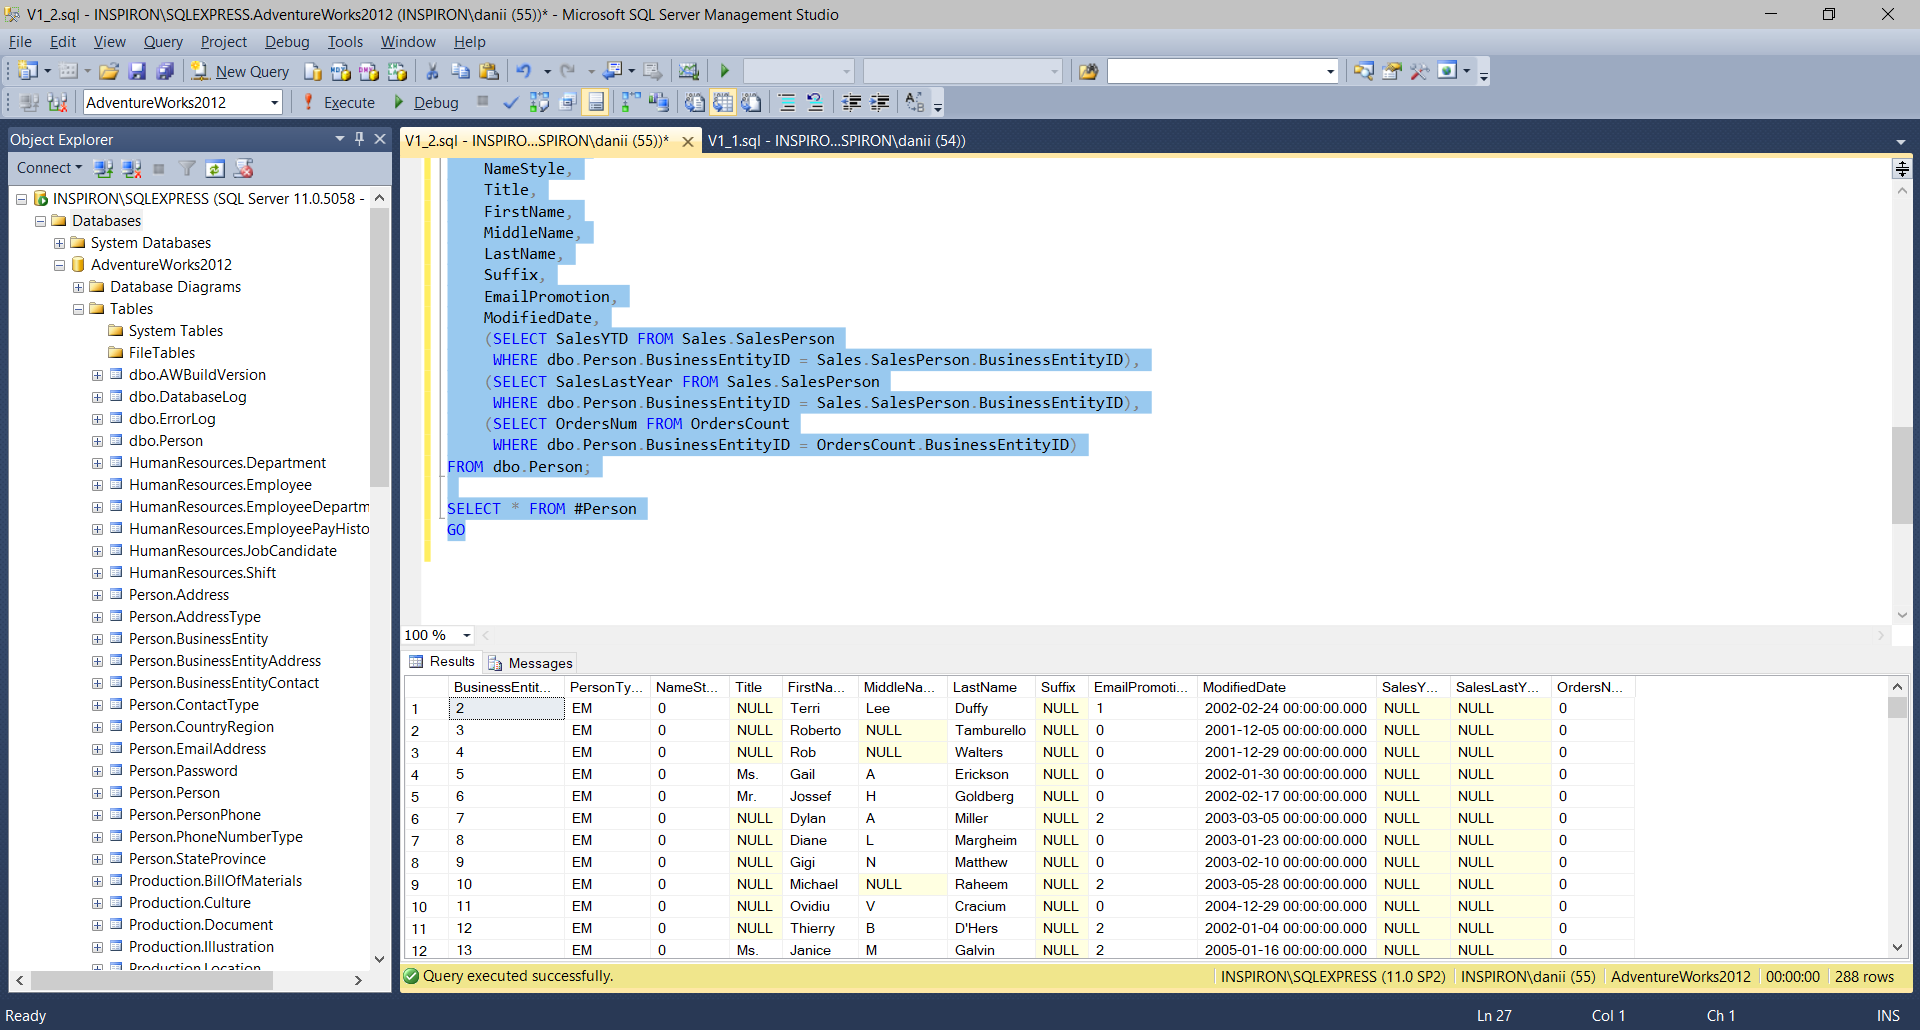 V1_2.sql - INSPIRON\SQLEXPRESS.AdventureWorks2012 (INSPIRON\danii (55))* - Microsoft SQL Server Management Studio
File Edit View Query Project Debug Tools Window Help
New Query
AdventureWorks2012 Execute Debug
Object Explorer
Connect
INSPIRON\SQLEXPRESS (SQL Server 11.0.5058 -
Databases
System Databases
AdventureWorks2012
Database Diagrams
Tables
System Tables
FileTables
dbo.AWBuildVersion
dbo.DatabaseLog
dbo.ErrorLog
dbo.Person
HumanResources.Department
HumanResources.Employee
HumanResources.EmployeeDepartm
HumanResources.EmployeePayHisto
HumanResources.JobCandidate
HumanResources.Shift
Person.Address
Person.AddressType
Person.BusinessEntity
Person.BusinessEntityAddress
Person.BusinessEntityContact
Person.ContactType
Person.CountryRegion
Person.EmailAddress
Person.Password
Person.Person
Person.PersonPhone
Person.PhoneNumberType
Person.StateProvince
Production.BillOfMaterials
Production.Culture
Production.Document
Production.Illustration
Production.Location
V1_2.sql - INSPIRO...SPIRON\danii (55))* V1_1.sql - INSPIRO...SPIRON\danii (54))
NameStyle,
Title,
FirstName,
MiddleName,
LastName,
Suffix,
EmailPromotion,
ModifiedDate,
(SELECT SalesYTD FROM Sales.SalesPerson
WHERE dbo.Person.BusinessEntityID = Sales.SalesPerson.BusinessEntityID),
(SELECT SalesLastYear FROM Sales.SalesPerson
WHERE dbo.Person.BusinessEntityID = Sales.SalesPerson.BusinessEntityID),
(SELECT OrdersNum FROM OrdersCount
WHERE dbo.Person.BusinessEntityID = OrdersCount.BusinessEntityID)
FROM dbo.Person;
SELECT * FROM #Person
GO
100 %
Results Messages
BusinessEntit... PersonTy... NameSt... Title FirstNa... MiddleNa... LastName Suffix EmailPromoti... ModifiedDate SalesY... SalesLastY... OrdersN...
1 2 EM 0 NULL Terri Lee Duffy NULL 1 2002-02-24 00:00:00.000 NULL NULL 0
2 3 EM 0 NULL Roberto NULL Tamburello NULL 0 2001-12-05 00:00:00.000 NULL NULL 0
3 4 EM 0 NULL Rob NULL Walters NULL 0 2001-12-29 00:00:00.000 NULL NULL 0
4 5 EM 0 Ms. Gail A Erickson NULL 0 2002-01-30 00:00:00.000 NULL NULL 0
5 6 EM 0 Mr. Jossef H Goldberg NULL 0 2002-02-17 00:00:00.000 NULL NULL 0
6 7 EM 0 NULL Dylan A Miller NULL 2 2003-03-05 00:00:00.000 NULL NULL 0
7 8 EM 0 NULL Diane L Margheim NULL 0 2003-01-23 00:00:00.000 NULL NULL 0
8 9 EM 0 NULL Gigi N Matthew NULL 0 2003-02-10 00:00:00.000 NULL NULL 0
9 10 EM 0 NULL Michael NULL Raheem NULL 2 2003-05-28 00:00:00.000 NULL NULL 0
10 11 EM 0 NULL Ovidiu V Cracium NULL 0 2004-12-29 00:00:00.000 NULL NULL 0
11 12 EM 0 NULL Thierry B D'Hers NULL 2 2002-01-04 00:00:00.000 NULL NULL 0
12 13 EM 0 Ms. Janice M Galvin NULL 2 2005-01-16 00:00:00.000 NULL NULL 0
Query executed successfully. INSPIRON\SQLEXPRESS (11.0 SP2) INSPIRON\danii (55) AdventureWorks2012 00:00:00 288 rows
Ready Ln 27 Col 1 Ch 1 INS